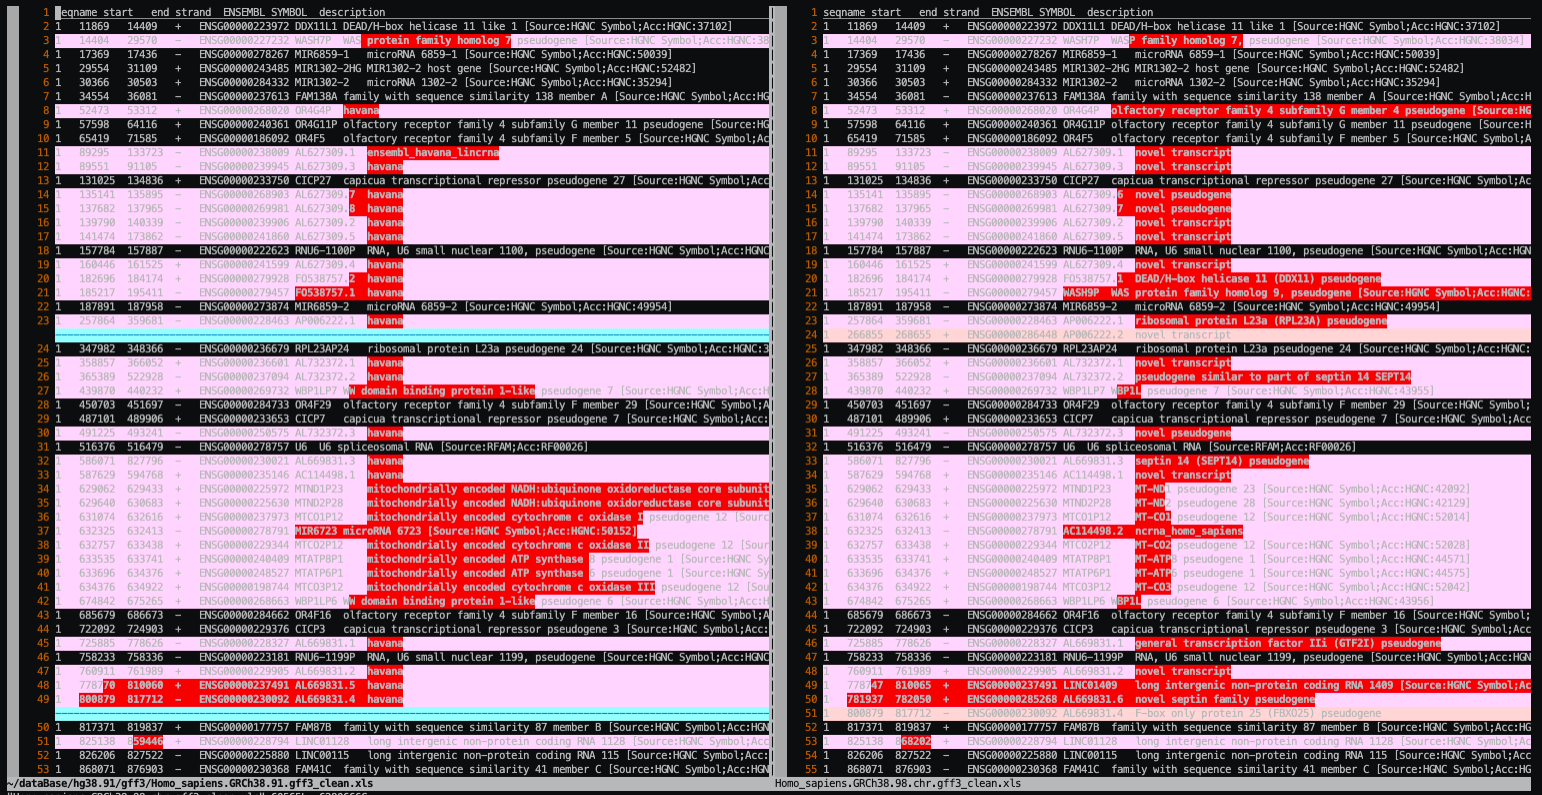 1 seqname start end strand ENSEMBL SYMBOL description
2 1 11869 14409 + ENSG00000223972 DDX11L1 DEAD/H-box helicase 11 like 1 [Source:HGNC Symbol;Acc:HGNC:37102]
3 1 14404 29570 - ENSG00000227232 WASH7P WAS protein family homolog 7 pseudogene [Source:HGNC Symbol;Acc:HGNC:38
4 1 17369 17436 - ENSG00000278267 MIR6859-1 microRNA 6859-1 [Source:HGNC Symbol;Acc:HGNC:50039]
5 1 29554 31109 + ENSG00000243485 MIR1302-2HG MIR1302-2 host gene [Source:HGNC Symbol;Acc:HGNC:52482]
6 1 30366 30503 + ENSG00000284332 MIR1302-2 microRNA 1302-2 [Source:HGNC Symbol;Acc:HGNC:35294]
7 1 34554 36081 - ENSG00000237613 FAM138A family with sequence similarity 138 member A [Source:HGNC Symbol;Acc:HG
8 1 52473 53312 + ENSG00000268020 OR4G4P havana
9 1 57598 64116 + ENSG00000240361 OR4G11P olfactory receptor family 4 subfamily G member 11 pseudogene [Source:HG
10 1 65419 71585 + ENSG00000186092 OR4F5 olfactory receptor family 4 subfamily F member 5 [Source:HGNC Symbol;Ac
11 1 89295 133723 - ENSG00000238009 AL627309.1 ensembl_havana_lincrna
12 1 89551 91105 - ENSG00000239945 AL627309.3 havana
13 1 131025 134836 + ENSG00000233750 CICP27 capicua transcriptional repressor pseudogene 27 [Source:HGNC Symbol;Acc
14 1 135141 135895 - ENSG00000268903 AL627309.7 havana
15 1 137682 137965 - ENSG00000269981 AL627309.8 havana
16 1 139790 140339 - ENSG00000239906 AL627309.2 havana
17 1 141474 173862 - ENSG00000241860 AL627309.5 havana
18 1 157784 157887 - ENSG00000222623 RNU6-1100P RNA, U6 small nuclear 1100, pseudogene [Source:HGNC Symbol;Acc:HGNC
19 1 160446 161525 + ENSG00000241599 AL627309.4 havana
20 1 182696 184174 + ENSG00000279928 FO538757.2 havana
21 1 185217 195411 - ENSG00000279457 FO538757.1 havana
22 1 187891 187958 - ENSG00000273874 MIR6859-2 microRNA 6859-2 [Source:HGNC Symbol;Acc:HGNC:49954]
23 1 257864 359681 - ENSG00000228463 AP006222.1 havana
24 1 347982 348366 - ENSG00000236679 RPL23AP24 ribosomal protein L23a pseudogene 24 [Source:HGNC Symbol;Acc:HGNC:3
25 1 358857 366052 + ENSG00000236601 AL732372.1 havana
26 1 365389 522928 - ENSG00000237094 AL732372.2 havana
27 1 439870 440232 + ENSG00000269732 WBP1LP7 WW domain binding protein 1-like pseudogene 7 [Source:HGNC Symbol;Acc:H
28 1 450703 451697 - ENSG00000284733 OR4F29 olfactory receptor family 4 subfamily F member 29 [Source:HGNC Symbol;A
29 1 487101 489906 + ENSG00000233653 CICP7 capicua transcriptional repressor pseudogene 7 [Source:HGNC Symbol;Acc:
30 1 491225 493241 - ENSG00000250575 AL732372.3 havana
31 1 516376 516479 - ENSG00000278757 U6 U6 spliceosomal RNA [Source:RFAM;Acc:RF00026]
32 1 586071 827796 - ENSG00000230021 AL669831.3 havana
33 1 587629 594768 + ENSG00000235146 AC114498.1 havana
34 1 629062 629433 + ENSG00000225972 MTND1P23 mitochondrially encoded NADH:ubiquinone oxidoreductase core subunit
35 1 629640 630683 + ENSG00000225630 MTND2P28 mitochondrially encoded NADH:ubiquinone oxidoreductase core subunit
36 1 631074 632616 + ENSG00000237973 MTCO1P12 mitochondrially encoded cytochrome c oxidase I pseudogene 12 [Sourc
37 1 632325 632413 - ENSG00000278791 MIR6723 microRNA 6723 [Source:HGNC Symbol;Acc:HGNC:50152]
38 1 632757 633438 + ENSG00000229344 MTCO2P12 mitochondrially encoded cytochrome c oxidase II pseudogene 12 [Sour
39 1 633535 633741 + ENSG00000240409 MTATP8P1 mitochondrially encoded ATP synthase 8 pseudogene 1 [Source:HGNC Sy
40 1 633696 634376 + ENSG00000248527 MTATP6P1 mitochondrially encoded ATP synthase 6 pseudogene 1 [Source:HGNC Sy
41 1 634376 634922 + ENSG00000198744 MTCO3P12 mitochondrially encoded cytochrome c oxidase III pseudogene 12 [Sou
42 1 674842 675265 - ENSG00000268663 WBP1LP6 WW domain binding protein 1-like pseudogene 6 [Source:HGNC Symbol;Acc:H
43 1 685679 686673 - ENSG00000284662 OR4F16 olfactory receptor family 4 subfamily F member 16 [Source:HGNC Symbol;A
44 1 722092 724903 + ENSG00000229376 CICP3 capicua transcriptional repressor pseudogene 3 [Source:HGNC Symbol;Acc:
45 1 725885 778626 - ENSG00000228327 AL669831.1 havana
46 1 758233 758336 - ENSG00000223181 RNU6-1199P RNA, U6 small nuclear 1199, pseudogene [Source:HGNC Symbol;Acc:HGNC
47 1 760911 761989 + ENSG00000229905 AL669831.2 havana
48 1 778770 810060 + ENSG00000237491 AL669831.5 havana
49 1 800879 817712 - ENSG00000230092 AL669831.4 havana
50 1 817371 819837 + ENSG00000177757 FAM87B family with sequence similarity 87 member B [Source:HGNC Symbol;Acc:HGN
51 1 825138 859446 + ENSG00000228794 LINC01128 long intergenic non-protein coding RNA 1128 [Source:HGNC Symbol;Acc
52 1 826206 827522 - ENSG00000225880 LINC00115 long intergenic non-protein coding RNA 115 [Source:HGNC Symbol;Acc:
53 1 868071 876903 + ENSG00000230368 FAM41C family with sequence similarity 41 member C [Source:HGNC Symbol;Acc:HGN
~/dataBase/hg38.91/gff3/Homo_sapiens.GRCh38.91.gff3_clean.xls
1 seqname start end strand ENSEMBL SYMBOL description
2 1 11869 14409 + ENSG00000223972 DDX11L1 DEAD/H-box helicase 11 like 1 [Source:HGNC Symbol;Acc:HGNC:37102]
3 1 14404 29570 - ENSG00000227232 WASH7P WASP family homolog 7, pseudogene [Source:HGNC Symbol;Acc:HGNC:38034]
4 1 17369 17436 - ENSG00000278267 MIR6859-1 microRNA 6859-1 [Source:HGNC Symbol;Acc:HGNC:50039]
5 1 29554 31109 + ENSG00000243485 MIR1302-2HG MIR1302-2 host gene [Source:HGNC Symbol;Acc:HGNC:52482]
6 1 30366 30503 + ENSG00000284332 MIR1302-2 microRNA 1302-2 [Source:HGNC Symbol;Acc:HGNC:35294]
7 1 34554 36081 - ENSG00000237613 FAM138A family with sequence similarity 138 member A [Source:HGNC Symbol;Acc:H
8 1 52473 53312 + ENSG00000268020 OR4G4P olfactory receptor family 4 subfamily G member 4 pseudogene [Source:HG
9 1 57598 64116 + ENSG00000240361 OR4G11P olfactory receptor family 4 subfamily G member 11 pseudogene [Source:H
10 1 65419 71585 + ENSG00000186092 OR4F5 olfactory receptor family 4 subfamily F member 5 [Source:HGNC Symbol;A
11 1 89295 133723 - ENSG00000238009 AL627309.1 novel transcript
12 1 89551 91105 - ENSG00000239945 AL627309.3 novel transcript
13 1 131025 134836 + ENSG00000233750 CICP27 capicua transcriptional repressor pseudogene 27 [Source:HGNC Symbol;Ac
14 1 135141 135895 - ENSG00000268903 AL627309.6 novel pseudogene
15 1 137682 137965 - ENSG00000269981 AL627309.7 novel pseudogene
16 1 139790 140339 - ENSG00000239906 AL627309.2 novel transcript
17 1 141474 173862 - ENSG00000241860 AL627309.5 novel transcript
18 1 157784 157887 - ENSG00000222623 RNU6-1100P RNA, U6 small nuclear 1100, pseudogene [Source:HGNC Symbol;Acc:HGN
19 1 160446 161525 + ENSG00000241599 AL627309.4 novel transcript
20 1 182696 184174 + ENSG00000279928 FO538757.1 DEAD/H-box helicase 11 (DDX11) pseudogene
21 1 185217 195411 - ENSG00000279457 WASH9P WAS protein family homolog 9, pseudogene [Source:HGNC Symbol;Acc:HGNC:
22 1 187891 187958 - ENSG00000273874 MIR6859-2 microRNA 6859-2 [Source:HGNC Symbol;Acc:HGNC:49954]
23 1 257864 359681 - ENSG00000228463 AP006222.1 ribosomal protein L23a (RPL23A) pseudogene
24 1 266855 268655 + ENSG00000286448 AP006222.2 novel transcript
25 1 347982 348366 - ENSG00000236679 RPL23AP24 ribosomal protein L23a pseudogene 24 [Source:HGNC Symbol;Acc:HGNC:
26 1 358857 366052 + ENSG00000236601 AL732372.1 novel transcript
27 1 365389 522928 - ENSG00000237094 AL732372.2 pseudogene similar to part of septin 14 SEPT14
28 1 439870 440232 + ENSG00000269732 WBP1LP7 WBP1L pseudogene 7 [Source:HGNC Symbol;Acc:HGNC:43955]
29 1 450703 451697 - ENSG00000284733 OR4F29 olfactory receptor family 4 subfamily F member 29 [Source:HGNC Symbol;
30 1 487101 489906 + ENSG00000233653 CICP7 capicua transcriptional repressor pseudogene 7 [Source:HGNC Symbol;Acc
31 1 491225 493241 - ENSG00000250575 AL732372.3 novel pseudogene
32 1 516376 516479 - ENSG00000278757 U6 U6 spliceosomal RNA [Source:RFAM;Acc:RF00026]
33 1 586071 827796 - ENSG00000230021 AL669831.3 septin 14 (SEPT14) pseudogene
34 1 587629 594768 + ENSG00000235146 AC114498.1 novel transcript
35 1 629062 629433 + ENSG00000225972 MTND1P23 MT-ND1 pseudogene 23 [Source:HGNC Symbol;Acc:HGNC:42092]
36 1 629640 630683 + ENSG00000225630 MTND2P28 MT-ND2 pseudogene 28 [Source:HGNC Symbol;Acc:HGNC:42129]
37 1 631074 632616 + ENSG00000237973 MTCO1P12 MT-CO1 pseudogene 12 [Source:HGNC Symbol;Acc:HGNC:52014]
38 1 632325 632413 - ENSG00000278791 AC114498.2 ncrna_homo_sapiens
39 1 632757 633438 + ENSG00000229344 MTCO2P12 MT-CO2 pseudogene 12 [Source:HGNC Symbol;Acc:HGNC:52028]
40 1 633535 633741 + ENSG00000240409 MTATP8P1 MT-ATP8 pseudogene 1 [Source:HGNC Symbol;Acc:HGNC:44571]
41 1 633696 634376 + ENSG00000248527 MTATP6P1 MT-ATP6 pseudogene 1 [Source:HGNC Symbol;Acc:HGNC:44575]
42 1 634376 634922 + ENSG00000198744 MTCO3P12 MT-CO3 pseudogene 12 [Source:HGNC Symbol;Acc:HGNC:52042]
43 1 674842 675265 - ENSG00000268663 WBP1LP6 WBP1L pseudogene 6 [Source:HGNC Symbol;Acc:HGNC:43956]
44 1 685679 686673 - ENSG00000284662 OR4F16 olfactory receptor family 4 subfamily F member 16 [Source:HGNC Symbol;
45 1 722092 724903 + ENSG00000229376 CICP3 capicua transcriptional repressor pseudogene 3 [Source:HGNC Symbol;Acc
46 1 725885 778626 - ENSG00000228327 AL669831.1 general transcription factor IIi (GTF2I) pseudogene
47 1 758233 758336 - ENSG00000223181 RNU6-1199P RNA, U6 small nuclear 1199, pseudogene [Source:HGNC Symbol;Acc:HGN
48 1 760911 761989 + ENSG00000229905 AL669831.2 novel transcript
49 1 778747 810065 + ENSG00000237491 LINC01409 long intergenic non-protein coding RNA 1409 [Source:HGNC Symbol;Ac
50 1 781937 782050 + ENSG00000285268 AL669831.6 novel septin family pseudogene
51 1 800879 817712 - ENSG00000230092 AL669831.4 F-box only protein 25 (FBXO25) pseudogene
52 1 817371 819837 + ENSG00000177757 FAM87B family with sequence similarity 87 member B [Source:HGNC Symbol;Acc:HG
53 1 825138 868202 + ENSG00000228794 LINC01128 long intergenic non-protein coding RNA 1128 [Source:HGNC Symbol;Ac
54 1 826206 827522 - ENSG00000225880 LINC00115 long intergenic non-protein coding RNA 115 [Source:HGNC Symbol;Acc
55 1 868071 876903 + ENSG00000230368 FAM41C family with sequence similarity 41 member C [Source:HGNC Symbol;Acc:HG
Homo_sapiens.GRCh38.98.chr.gff3_clean.xls